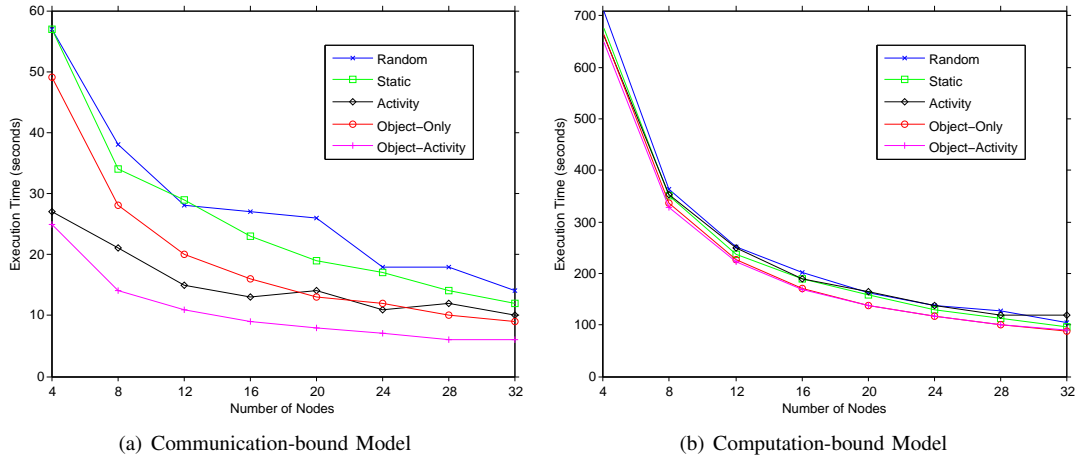 60
50
40
30
20
10
0
4
8
12
16
20
24
28
32
Execution Time (seconds)
Number of Nodes
Random
Static
Activity
Object−Only
Object−Activity
(a) Communication-bound Model
700
600
500
400
300
200
100
0
4
8
12
16
20
24
28
32
Execution Time (seconds)
Number of Nodes
Random
Static
Activity
Object−Only
Object−Activity
(b) Computation-bound Model